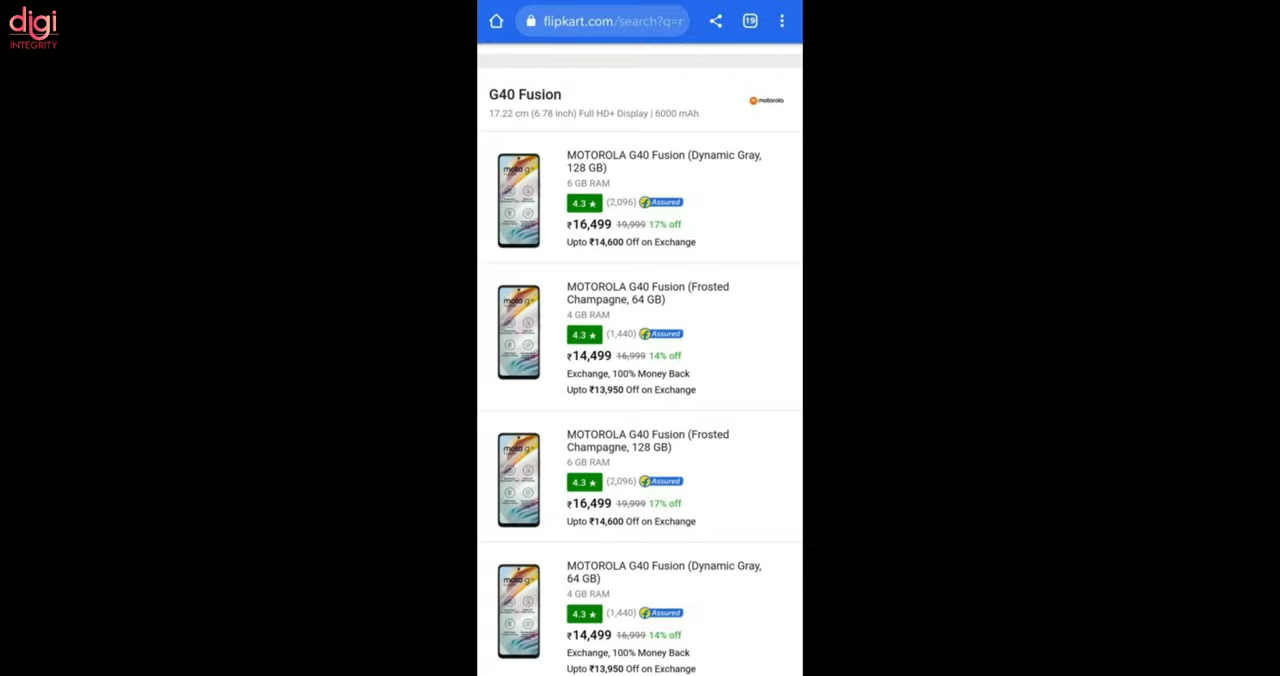 digi
INTEGRITY
flipkart.com/search?q=r
19
G40 Fusion
motorola
17.22 cm (6.78 inch) Full HD+ Display | 6000 mAh
MOTOROLA G40 Fusion (Dynamic Gray,
128 GB)
6 GB RAM
4.3 ★ (2,096) Assured
₹16,499 19,999 17% off
Upto ₹14,600 Off on Exchange
moto g
MOTOROLA G40 Fusion (Frosted
Champagne, 64 GB)
4 GB RAM
4.3 ★ (1,440) Assured
₹14,499 16,999 14% off
Exchange, 100% Money Back
Upto ₹13,950 Off on Exchange
moto g
MOTOROLA G40 Fusion (Frosted
Champagne, 128 GB)
6 GB RAM
4.3 ★ (2,096) Assured
₹16,499 19,999 17% off
Upto ₹14,600 Off on Exchange
moto g
MOTOROLA G40 Fusion (Dynamic Gray,
64 GB)
4 GB RAM
4.3 ★ (1,440) Assured
₹14,499 16,999 14% off
Exchange, 100% Money Back
Upto ₹13,950 Off on Exchange
moto g